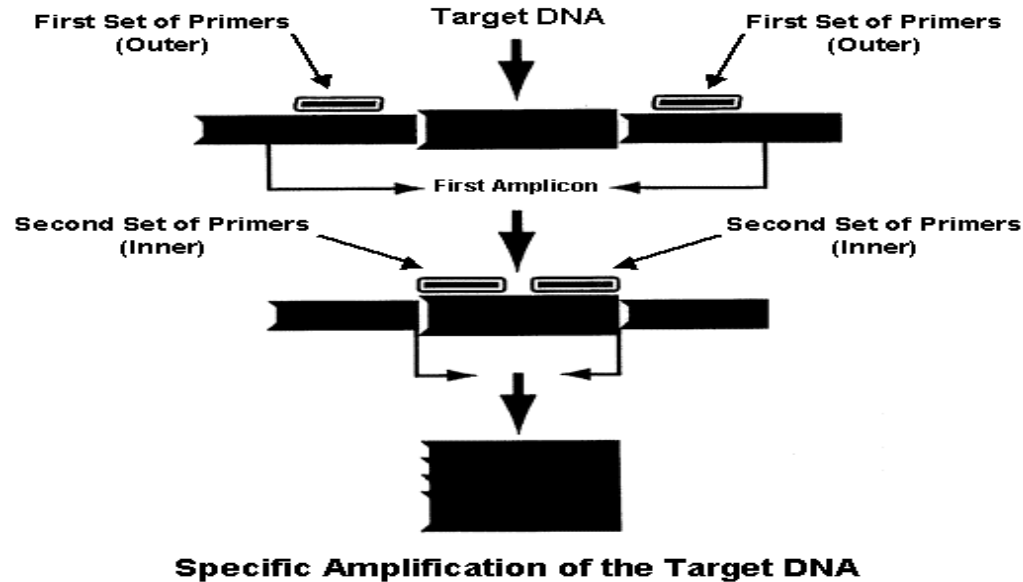 First Set of Primers
(Outer)
Target DNA
First Set of Primers
(Outer)
First Amplicon
Second Set of Primers
(Inner)
Second Set of Primers
(Inner)
Specific Amplification of the Target DNA